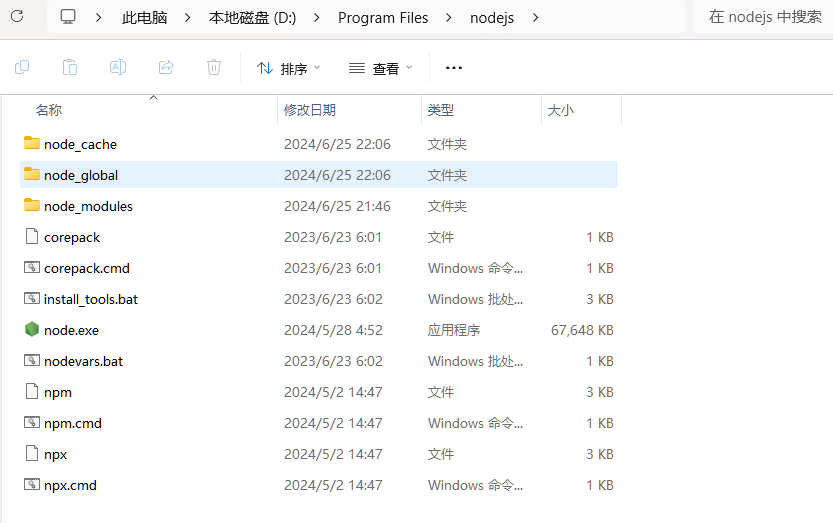 此电脑 > 本地磁盘 (D:) > Program Files > nodejs > 在 nodejs 中搜索
排序 查看 ...
名称 修改日期 类型 大小
node_cache 2024/6/25 22:06 文件夹
node_global 2024/6/25 22:06 文件夹
node_modules 2024/6/25 21:46 文件夹
corepack 2023/6/23 6:01 文件 1 KB
corepack.cmd 2023/6/23 6:01 Windows 命令... 1 KB
install_tools.bat 2023/6/23 6:02 Windows 批处... 3 KB
node.exe 2024/5/28 4:52 应用程序 67,648 KB
nodevars.bat 2023/6/23 6:02 Windows 批处... 1 KB
npm 2024/5/2 14:47 文件 3 KB
npm.cmd 2024/5/2 14:47 Windows 命令... 1 KB
npx 2024/5/2 14:47 文件 3 KB
npx.cmd 2024/5/2 14:47 Windows 命令... 1 KB